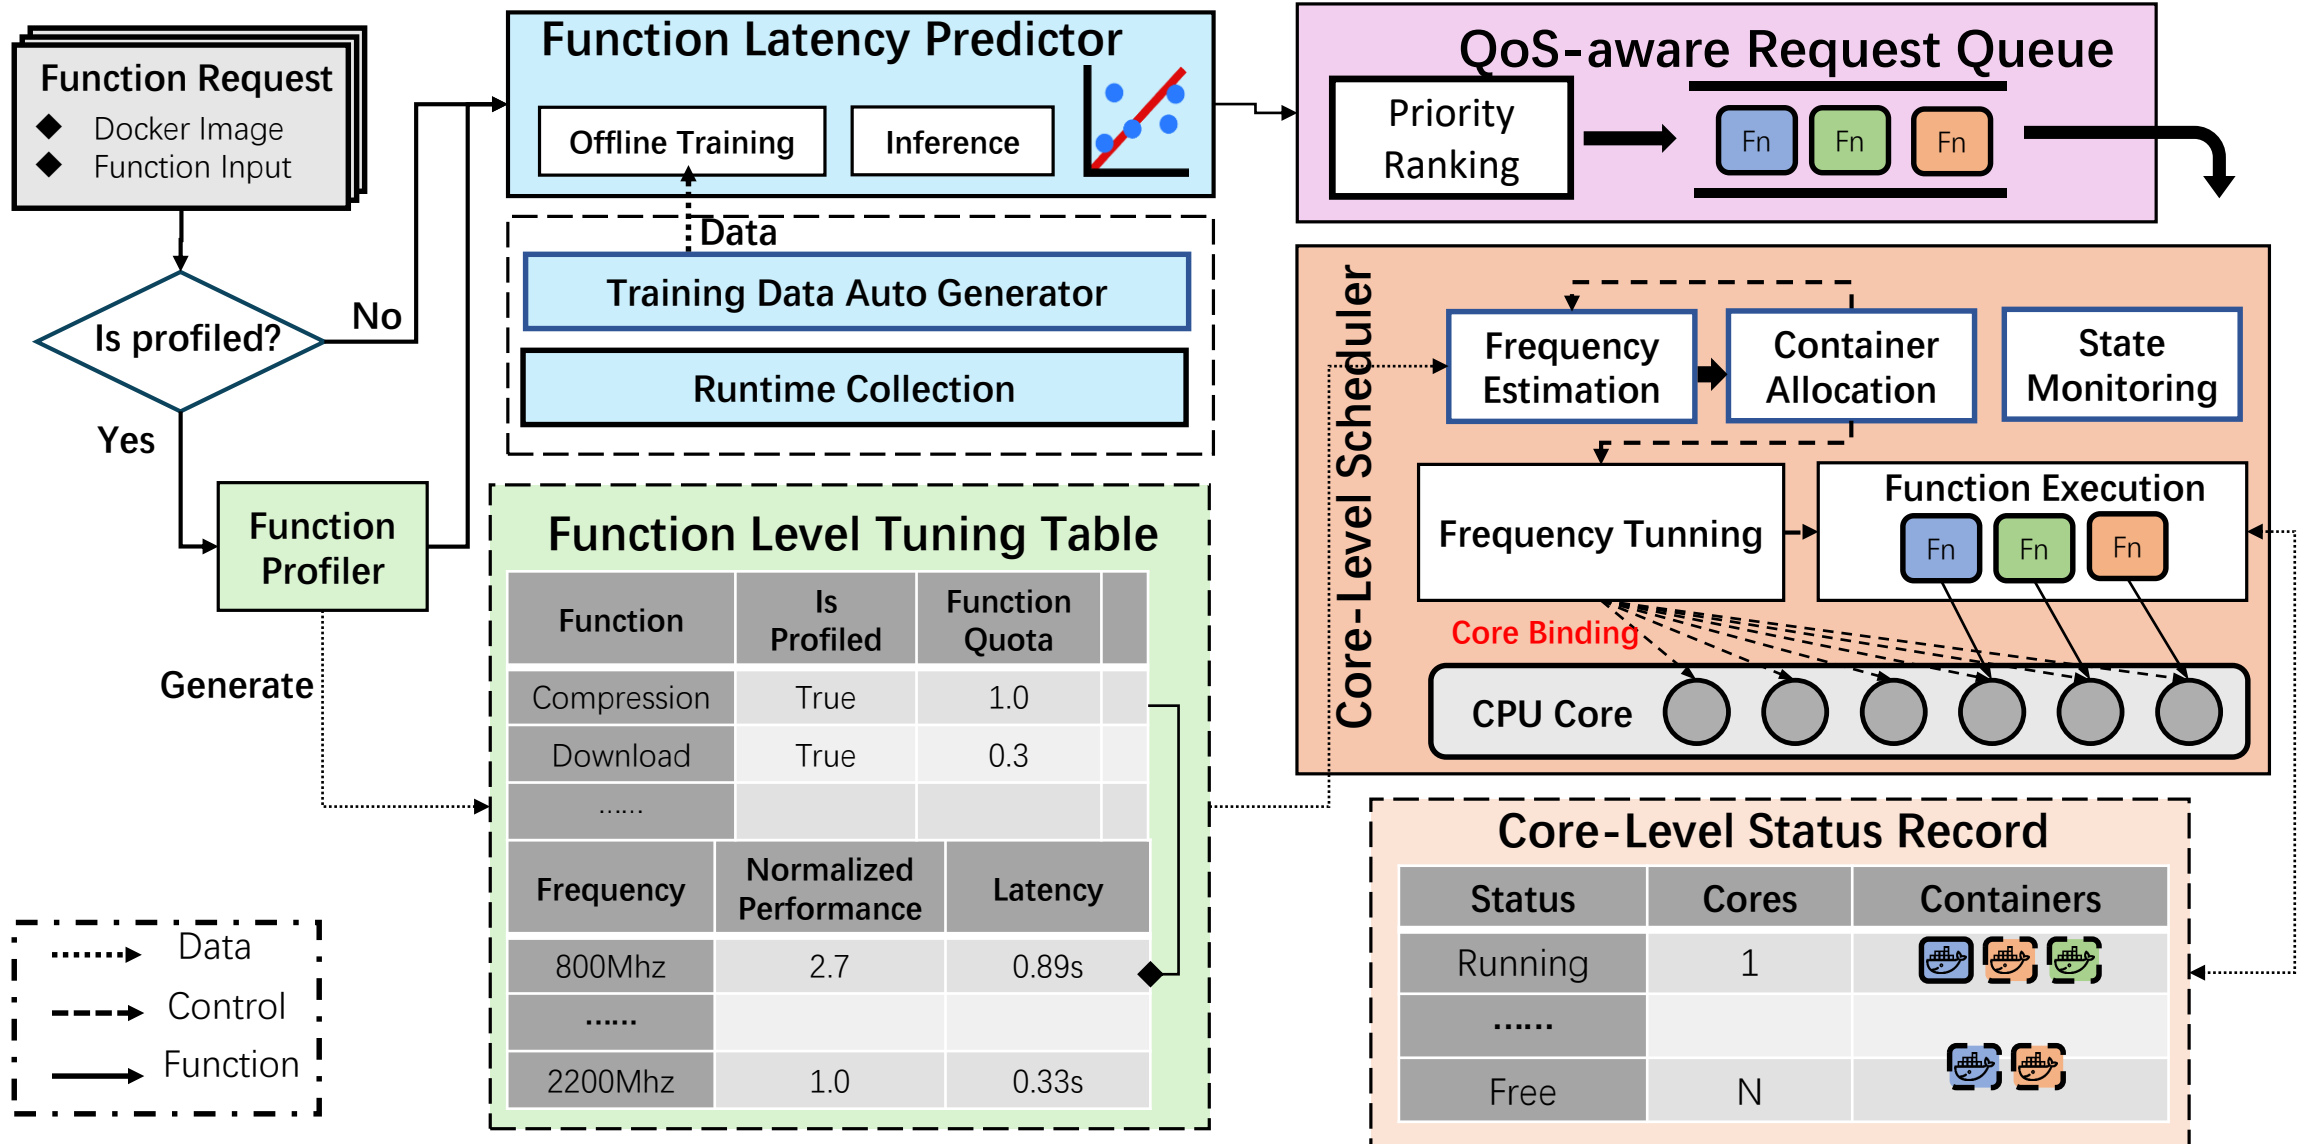 Function Request
Docker Image
Function Input
Is profiled?
No
Yes
Function
Profiler
Generate
Data
Control
Function
Function Latency Predictor
Offline Training
Inference
Data
Training Data Auto Generator
Runtime Collection
Function Level Tuning Table
Function
Is
Profiled
Function
Quota
Compression
True
1.0
Download
True
0.3
......
Frequency
Normalized
Performance
Latency
800Mhz
2.7
0.89s
......
2200Mhz
1.0
0.33s
QoS-aware Request Queue
Priority
Ranking
Fn
Fn
Fn
Core-Level Scheduler
Frequency
Estimation
Container
Allocation
State
Monitoring
Frequency Tunning
Function Execution
Fn
Fn
Fn
Core Binding
CPU Core
Core-Level Status Record
Status
Cores
Containers
Running
1
......
Free
N